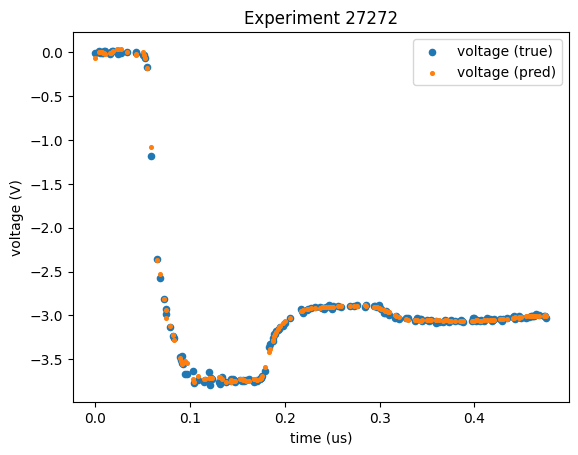 Experiment 27272
voltage (true)
voltage (pred)
0.0
−0.5
−1.0
−1.5
−2.0
−2.5
−3.0
−3.5
voltage (V)
0.0 0.1 0.2 0.3 0.4
time (us)